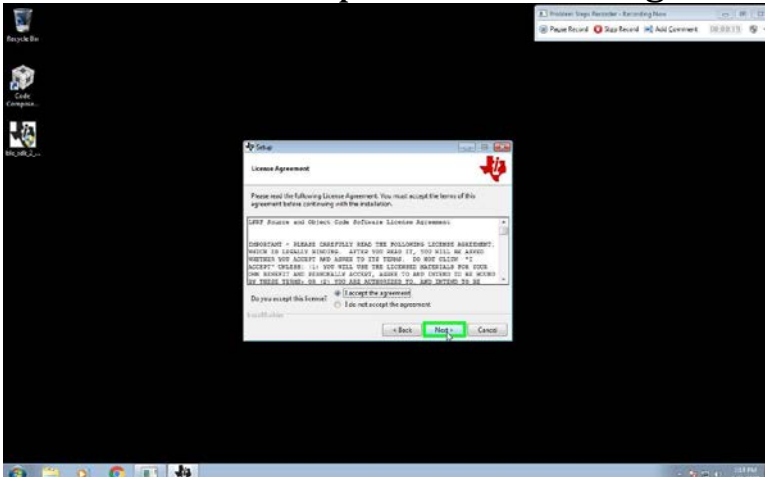 Problem Steps Recorder - Recording Now
Pause Record Stop Record Add Comment 00:00:15
Recycle Bin
Code
Compose...
ble_sdk_2_...
Setup
License Agreement
Please read the following License Agreement. You must accept the terms of this
agreement before continuing with the installation.
Source and Object Code Software License Agreement
IMPORTANT - PLEASE CAREFULLY READ THE FOLLOWING LICENSE AGREEMENT,
WHICH IS LEGALLY BINDING. AFTER YOU READ IT, YOU WILL BE ASKED
WHETHER YOU ACCEPT AND AGREE TO ITS TERMS. DO NOT CLICK "I
ACCEPT" UNLESS: (1) YOU WILL USE THE LICENSED MATERIALS FOR YOUR
OWN BENEFIT AND PERSONALLY ACCEPT, AGREE TO AND INTEND TO BE BOUND
BY THESE TERMS; OR (2) YOU ARE AUTHORIZED TO, AND INTEND TO BE
Do you accept this license?
I accept the agreement
I do not accept the agreement
InstallBuilder
< Back Next > Cancel